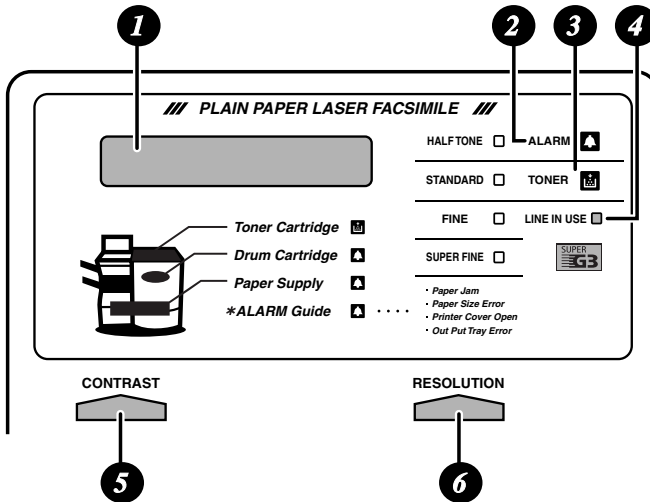 1 2 3 4
/// PLAIN PAPER LASER FACSIMILE ///
HALF TONE ALARM
STANDARD TONER
FINE LINE IN USE
SUPER FINE SUPER G3
Toner Cartridge
Drum Cartridge
Paper Supply
*ALARM Guide ....
· Paper Jam
· Paper Size Error
· Printer Cover Open
· Out Put Tray Error
CONTRAST RESOLUTION
5 6